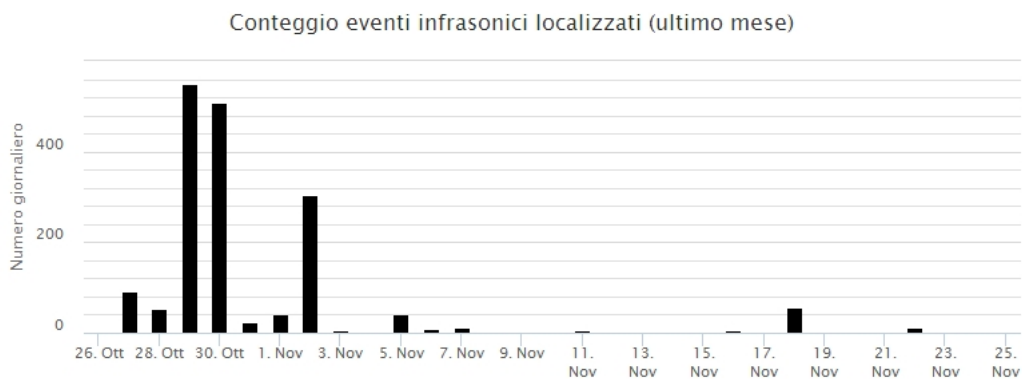 Conteggio eventi infrasonici localizzati (ultimo mese)
Numero giornaliero
400
200
0
26. Ott 28. Ott 30. Ott 1. Nov 3. Nov 5. Nov 7. Nov 9. Nov 11. Nov 13. Nov 15. Nov 17. Nov 19. Nov 21. Nov 23. Nov 25. Nov